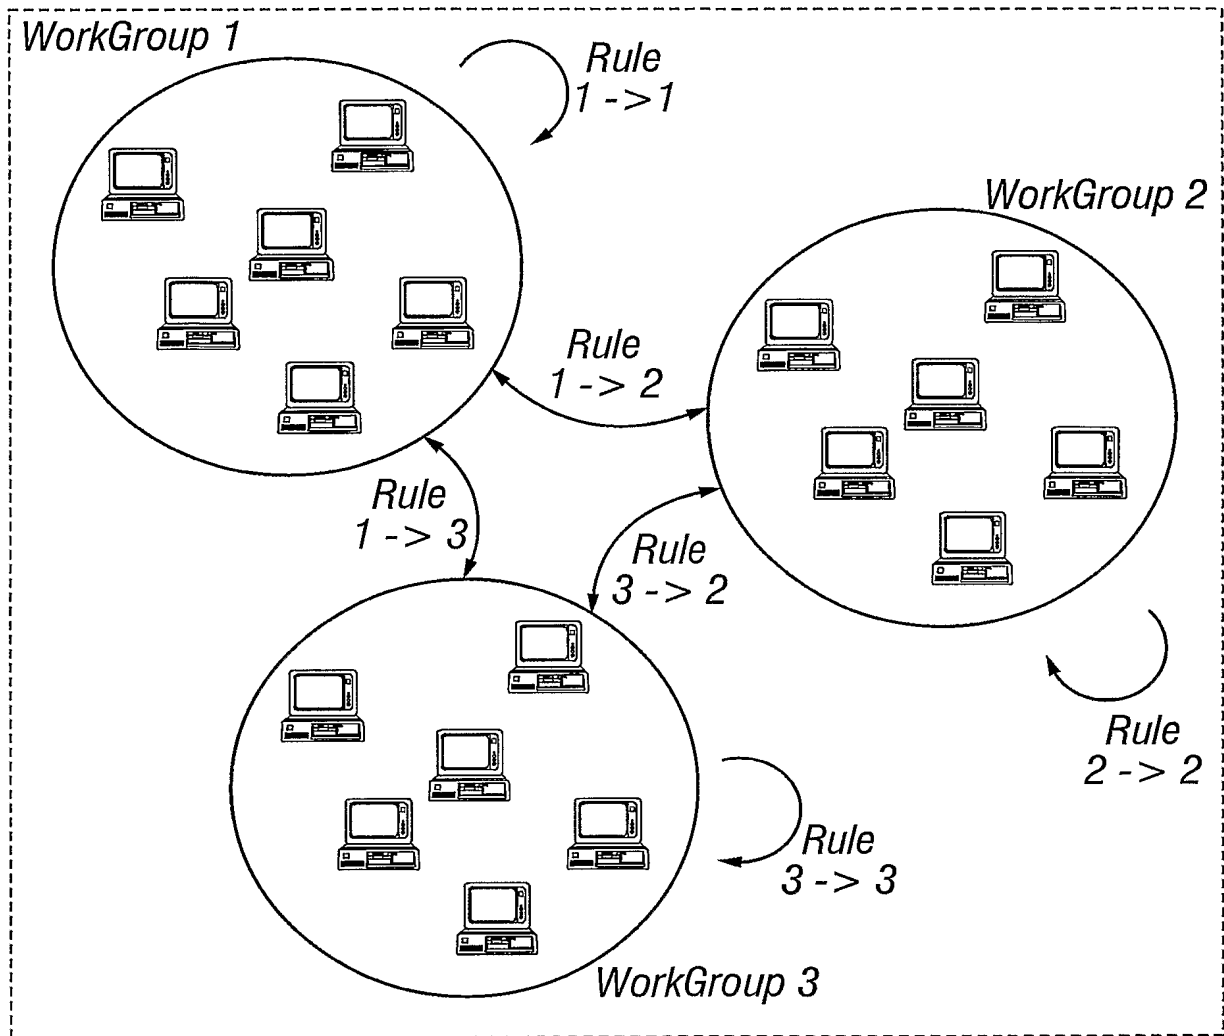 WorkGroup 1
Rule
1 ->1
WorkGroup 2
Rule
1 -> 2
Rule
1 -> 3
Rule
3 -> 2
Rule
2 -> 2
Rule
3 -> 3
WorkGroup 3